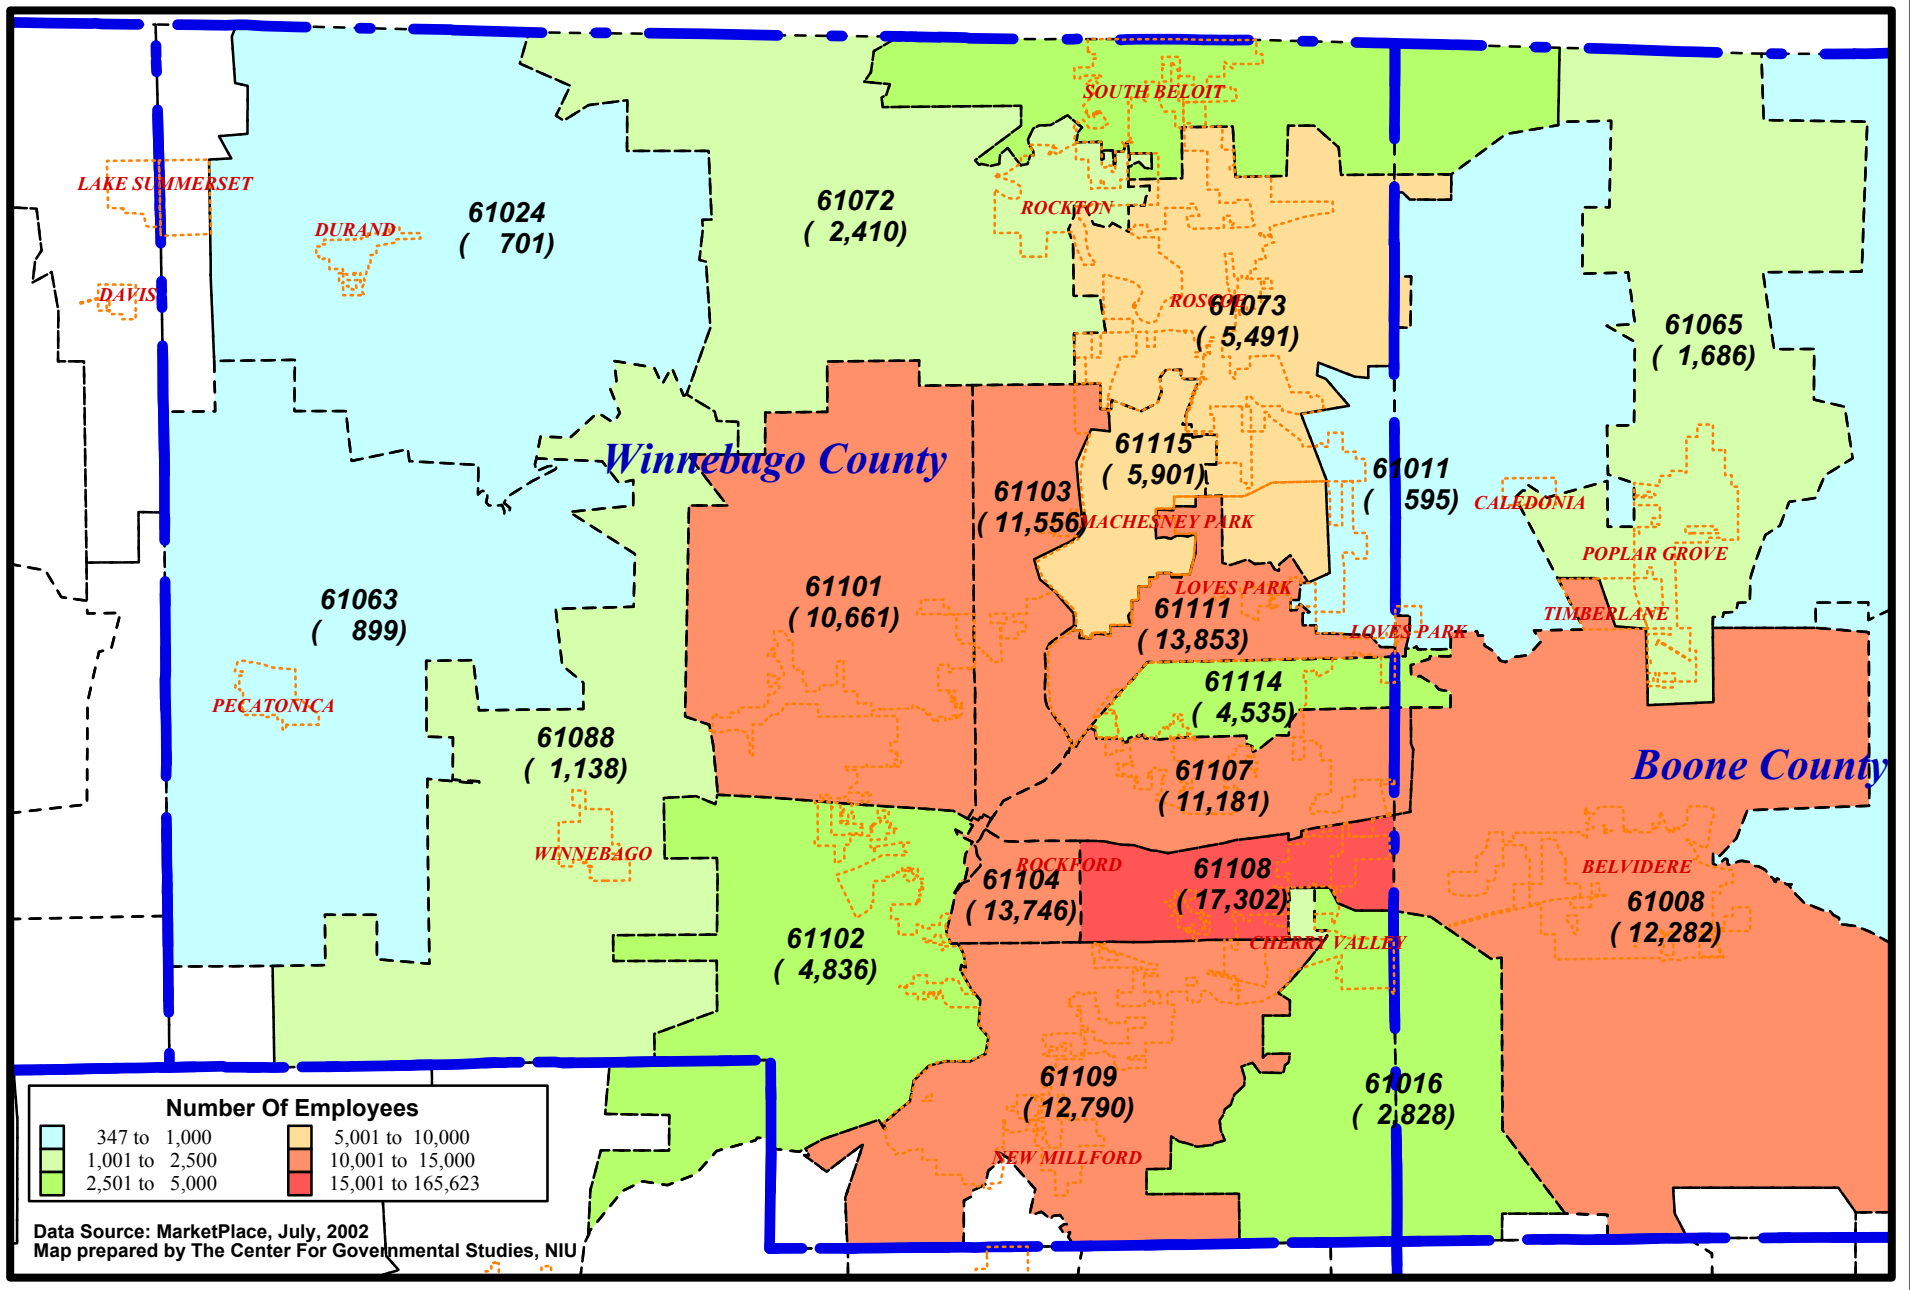 SOUTH BELOIT
LAKE SUMMERSET
61024
( 701)
DURAND
61072
( 2,410)
ROCKTON
DAVIS
ROSCOE
61073
( 5,491)
61065
( 1,686)
Winnebago County
61115
( 5,901)
61103
( 11,556)
61011
( 595)
CALEDONIA
MACHESNEY PARK
POPLAR GROVE
61101
( 10,661)
LOVES PARK
61111
( 13,853)
61063
( 899)
TIMBERLANE
LOVES PARK
61114
( 4,535)
PECATONICA
61088
( 1,138)
61107
( 11,181)
Boone County
WINNEBAGO
ROCKFORD
61104
( 13,746)
61108
( 17,302)
BELVIDERE
61008
( 12,282)
61102
( 4,836)
CHERRY VALLEY
61109
( 12,790)
61016
( 2,828)
NEW MILLFORD
Number Of Employees
347 to 1,000
5,001 to 10,000
1,001 to 2,500
10,001 to 15,000
2,501 to 5,000
15,001 to 165,623
Data Source: MarketPlace, July, 2002
Map prepared by The Center For Governmental Studies, NIU